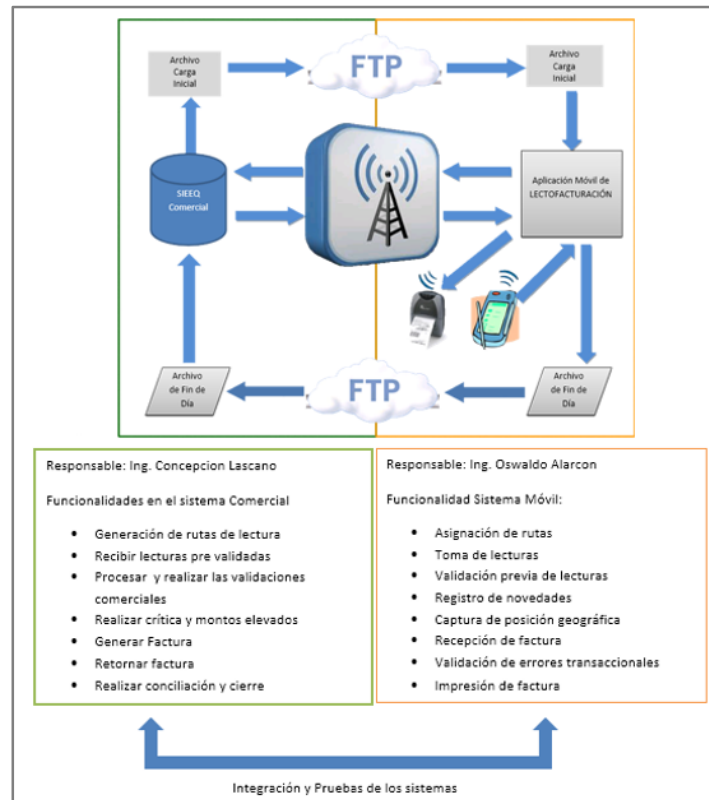 Archivo
Carga
Inicial
FTP
Archivo
Carga
Inicial
SIEEQ
Comercial
Aplicación Móvil de
LECTOFACTURACIÓN
Archivo
de Fin de
Día
FTP
Archivo
de Fin de
Día
Responsable: Ing. Concepcion Lascano
Funcionalidades en el sistema Comercial
• Generación de rutas de lectura
• Recibir lecturas pre validadas
• Procesar y realizar las validaciones
comerciales
• Realizar crítica y montos elevados
• Generar Factura
• Retornar factura
• Realizar conciliación y cierre
Responsable: Ing. Oswaldo Alarcon
Funcionalidad Sistema Móvil:
• Asignación de rutas
• Toma de lecturas
• Validación previa de lecturas
• Registro de novedades
• Captura de posición geográfica
• Recepción de factura
• Validación de errores transaccionales
• Impresión de factura
Integración y Pruebas de los sistemas